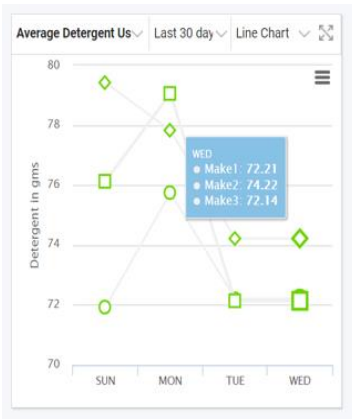 Average Detergent Us Last 30 day Line Chart
80
78
76
74
72
70
Detergent in gms
WED
Make1: 72.21
Make2: 74.22
Make3: 72.14
SUN MON TUE WED